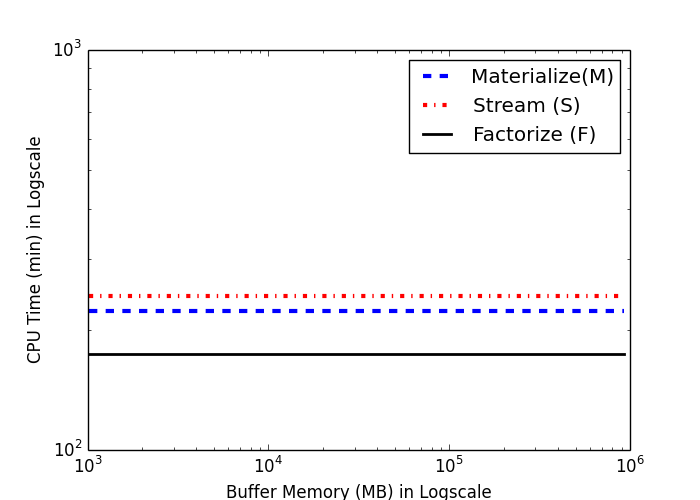 10^3
Materialize(M)
Stream (S)
Factorize (F)
CPU Time (min) in Logscale
10^2
10^3
10^4
10^5
10^6
Buffer Memory (MB) in Logscale